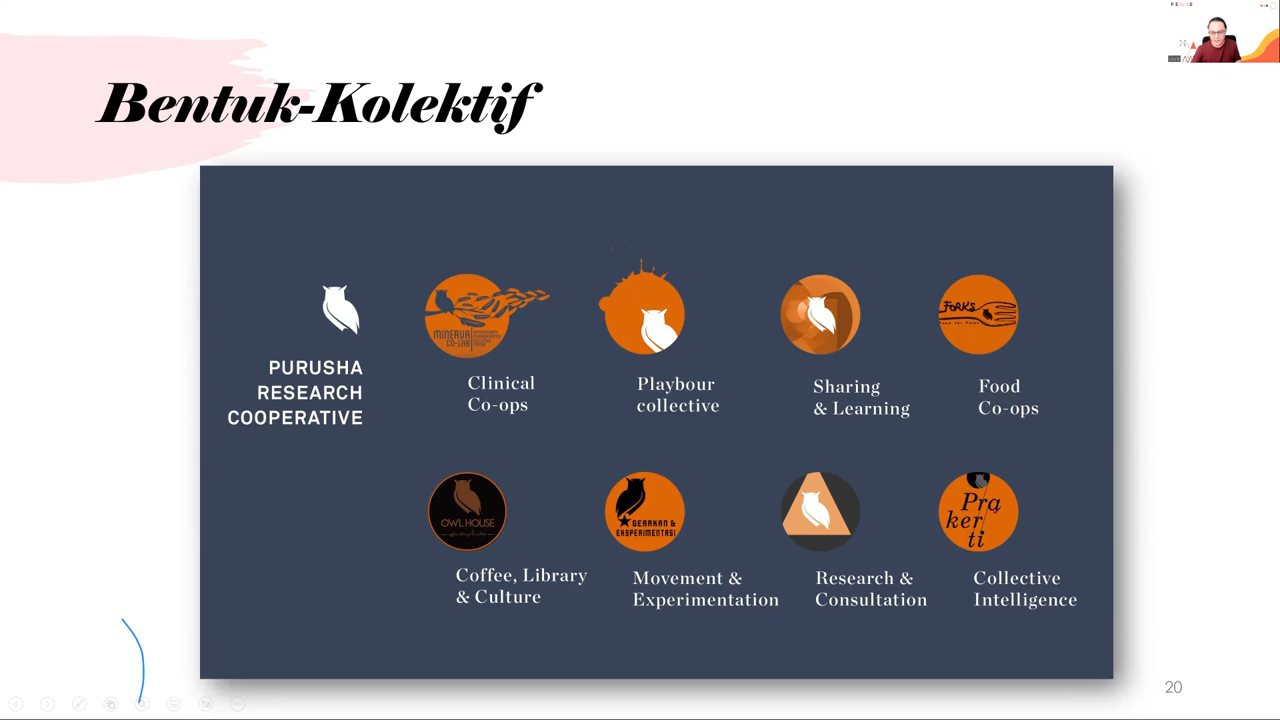 Bentuk-Kolektif
PURUSHA
RESEARCH
COOPERATIVE
MINERVA
CO-LAB
Clinical
Co-ops
Playbour
collective
Sharing
& Learning
FORKS
Food
Co-ops
OWL HOUSE
Coffee, Library
& Culture
GERAKAN &
EKSPERIMENTASI
Movement &
Experimentation
Research &
Consultation
Pra
ker
ti
Collective
Intelligence
20